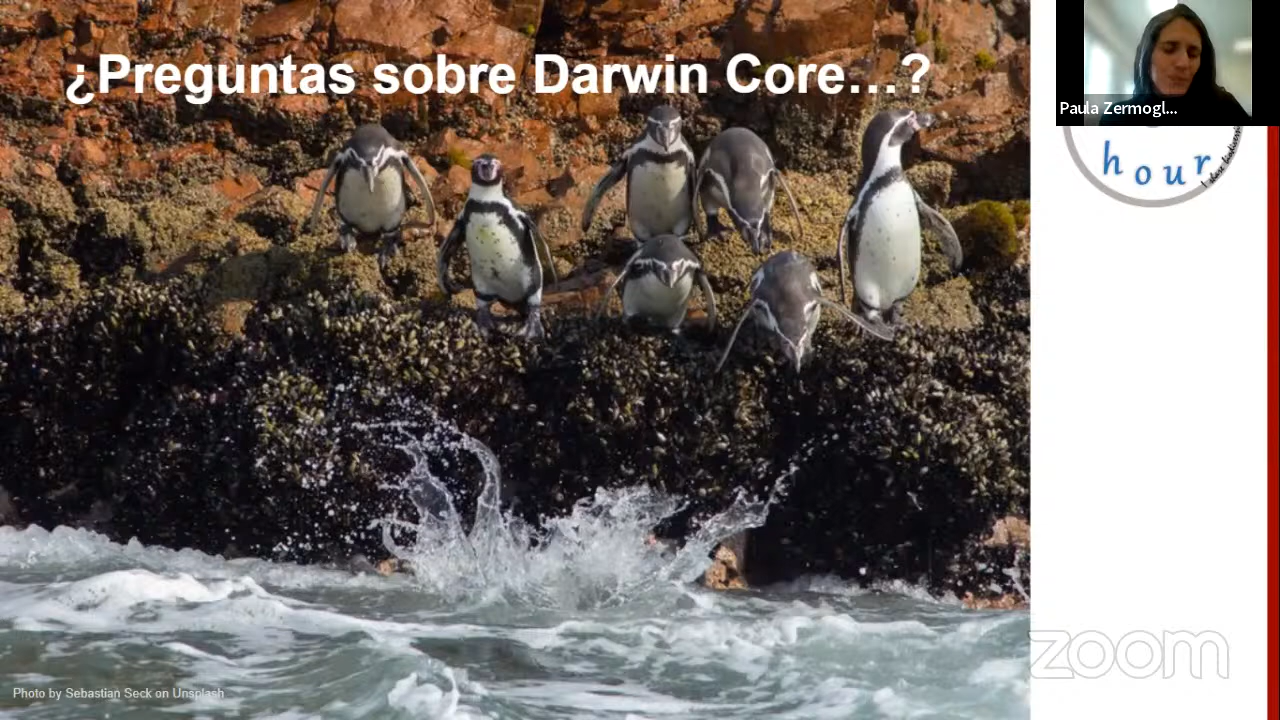 ¿Preguntas sobre Darwin Core…?
Paula Zermogl...
hour
zoom
Photo by Sebastian Seck on Unsplash